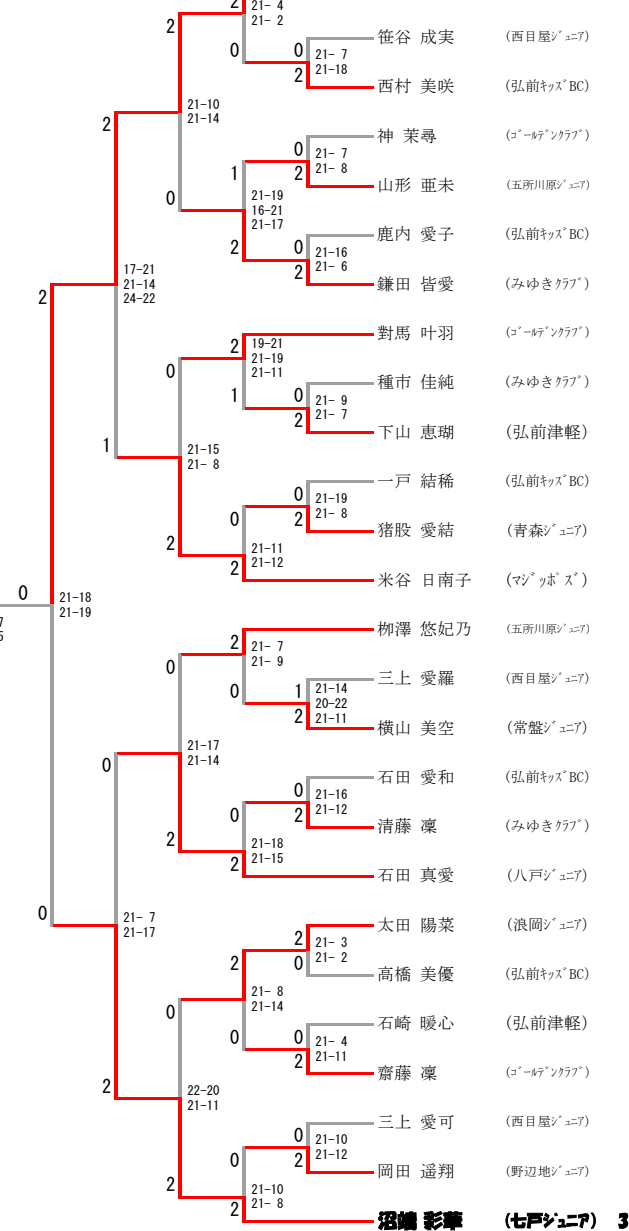 2 21- 4
2 21- 2
0 0 21- 7 笹谷 成実 (西目屋ジュニア)
2 21-18 西村 美咲 (弘前キッズBC)
21-10
2 21-14
0 21- 7 神 茉尋 (ゴールデンクラブ)
1 2 21- 8 山形 亜未 (五所川原ジュニア)
0 21-19
16-21
21-17
2 0 21-16 鹿内 愛子 (弘前キッズBC)
2 21- 6 鎌田 皆愛 (みゆきクラブ)
17-21
2 21-14
24-22
2 19-21 對馬 叶羽 (ゴールデンクラブ)
21-19
0 21-11
1 0 21- 9 種市 佳純 (みゆきクラブ)
2 21- 7 下山 恵瑚 (弘前津軽)
1 21-15
21- 8
0 21-19 一戸 結稀 (弘前キッズBC)
0 2 21- 8 猪股 愛結 (青森ジュニア)
2 21-11
2 21-12 米谷 日南子 (マジッポズ)
0 21-18
21-19
7
5
2 21- 7 栁澤 悠妃乃 (五所川原ジュニア)
0 21- 9
0 1 21-14 三上 愛羅 (西目屋ジュニア)
20-22
2 21-11 横山 美空 (常盤ジュニア)
0 21-17
21-14
0 21-16 石田 愛和 (弘前キッズBC)
0 2 21-12 清藤 凜 (みゆきクラブ)
2 21-18
2 21-15 石田 真愛 (八戸ジュニア)
0 21- 7
21-17
2 21- 3 太田 陽菜 (浪岡ジュニア)
2 0 21- 2 高橋 美優 (弘前キッズBC)
0 21- 8
21-14
0 0 21- 4 石崎 暖心 (弘前津軽)
2 21-11 齋藤 凜 (ゴールデンクラブ)
2 22-20
21-11
0 21-10 三上 愛可 (西目屋ジュニア)
0 2 21-12 岡田 遥翔 (野辺地ジュニア)
2 21-10
2 21- 8 沼端 彩華 (七戸ジュニア) 3